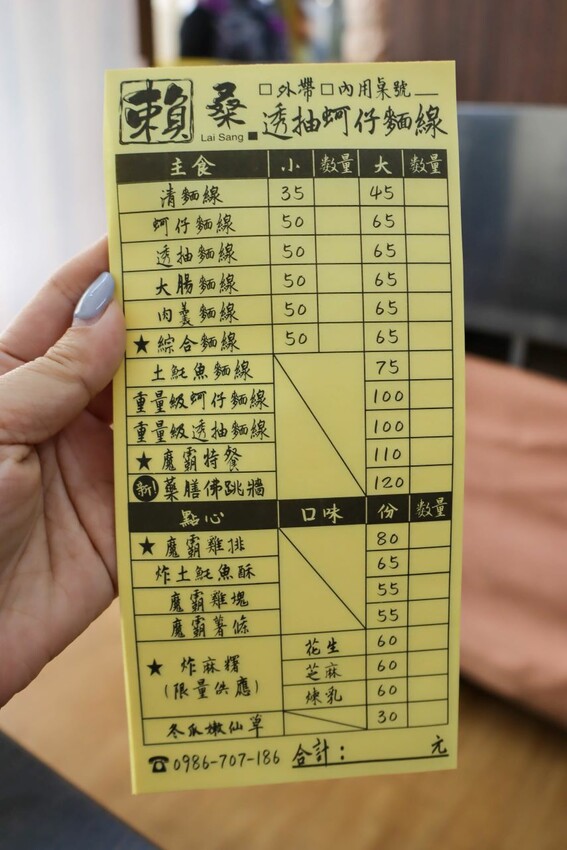 賴桑 □外帶□內用桌號__
Lai Sang ■透抽蚵仔麵線
主食 小 數量 大 數量
清麵線 35 45
蚵仔麵線 50 65
透抽麵線 50 65
大腸麵線 50 65
肉羹麵線 50 65
★綜合麵線 50 65
土魠魚麵線 75
重量級蚵仔麵線 100
重量級透抽麵線 100
★魔霸特餐 110
新!藥膳佛跳牆 120
點心 口味 份 數量
★魔霸雞排 80
炸土魠魚酥 65
魔霸雞塊 55
魔霸薯條 55
★炸麻糬 花生 60
(限量供應) 芝麻 60
煉乳 60
冬瓜嫩仙草 30
☎0986-707-186 合計：____元